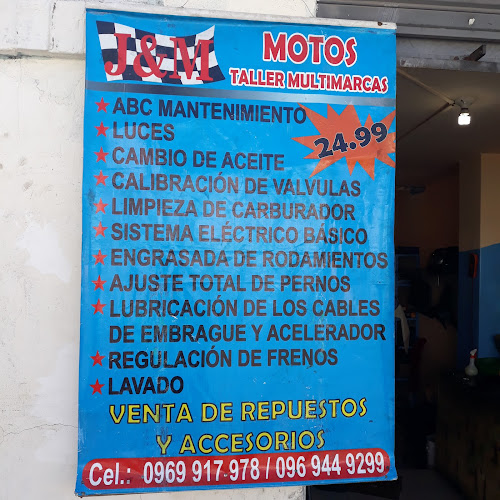 J&M
MOTOS
TALLER MULTIMARCAS
ABC MANTENIMIENTO
24.99
LUCES
CAMBIO DE ACEITE
CALIBRACIÓN DE VALVULAS
LIMPIEZA DE CARBURADOR
SISTEMA ELÉCTRICO BÁSICO
ENGRASADA DE RODAMIENTOS
AJUSTE TOTAL DE PERNOS
LUBRICACIÓN DE LOS CABLES
DE EMBRAGUE Y ACELERADOR
REGULACIÓN DE FRENOS
LAVADO
VENTA DE REPUESTOS
Y ACCESORIOS
Cel.: 0969 917-978 / 096 944 9299